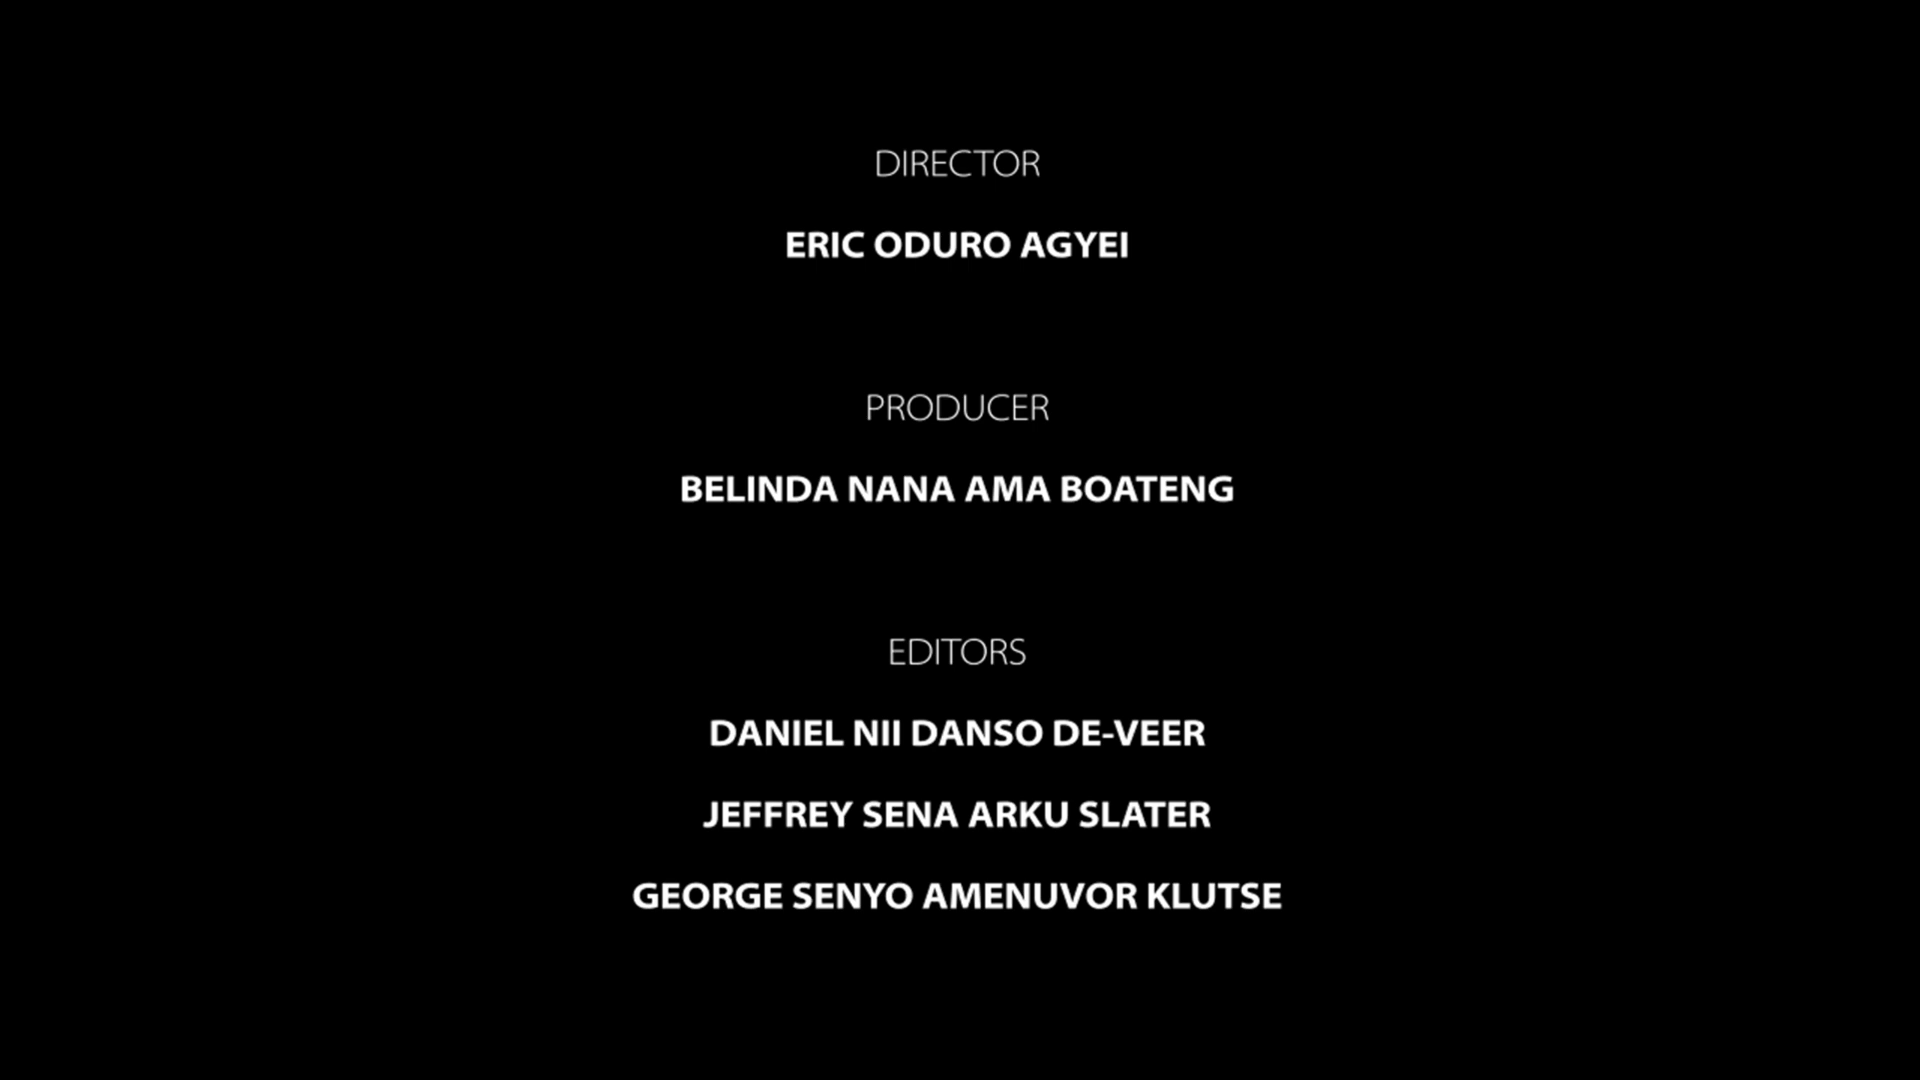 DIRECTOR
ERIC ODURO AGYEI
PRODUCER
BELINDA NANA AMA BOATENG
EDITORS
DANIEL NII DANSO DE-VEER
JEFFREY SENA ARKU SLATER
GEORGE SENYO AMENUVOR KLUTSE